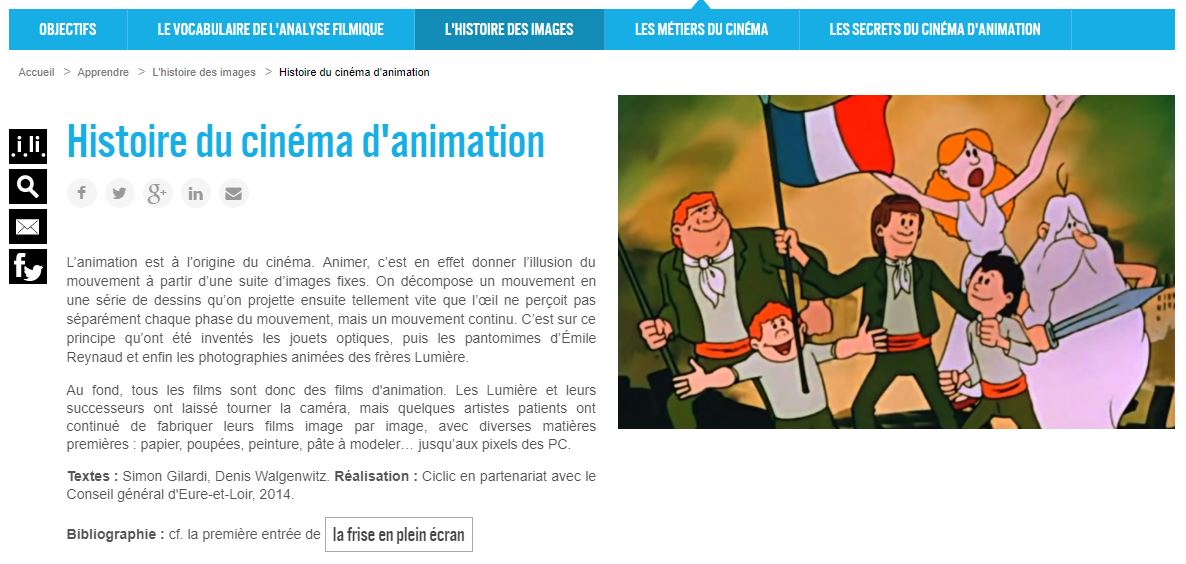 OBJECTIFS LE VOCABULAIRE DE L'ANALYSE FILMIQUE L'HISTOIRE DES IMAGES LES MÉTIERS DU CINÉMA LES SECRETS DU CINÉMA D'ANIMATION
Accueil > Apprendre > L'histoire des images > Histoire du cinéma d'animation
Histoire du cinéma d'animation
L’animation est à l’origine du cinéma. Animer, c’est en effet donner l’illusion du
mouvement à partir d’une suite d’images fixes. On décompose un mouvement en
une série de dessins qu’on projette ensuite tellement vite que l’œil ne perçoit pas
séparément chaque phase du mouvement, mais un mouvement continu. C’est sur ce
principe qu’ont été inventés les jouets optiques, puis les pantomimes d’Émile
Reynaud et enfin les photographies animées des frères Lumière.
Au fond, tous les films sont donc des films d'animation. Les Lumière et leurs
successeurs ont laissé tourner la caméra, mais quelques artistes patients ont
continué de fabriquer leurs films image par image, avec diverses matières
premières : papier, poupées, peinture, pâte à modeler… jusqu’aux pixels des PC.
Textes : Simon Gilardi, Denis Walgenwitz. Réalisation : Ciclic en partenariat avec le
Conseil général d'Eure-et-Loir, 2014.
Bibliographie : cf. la première entrée de la frise en plein écran